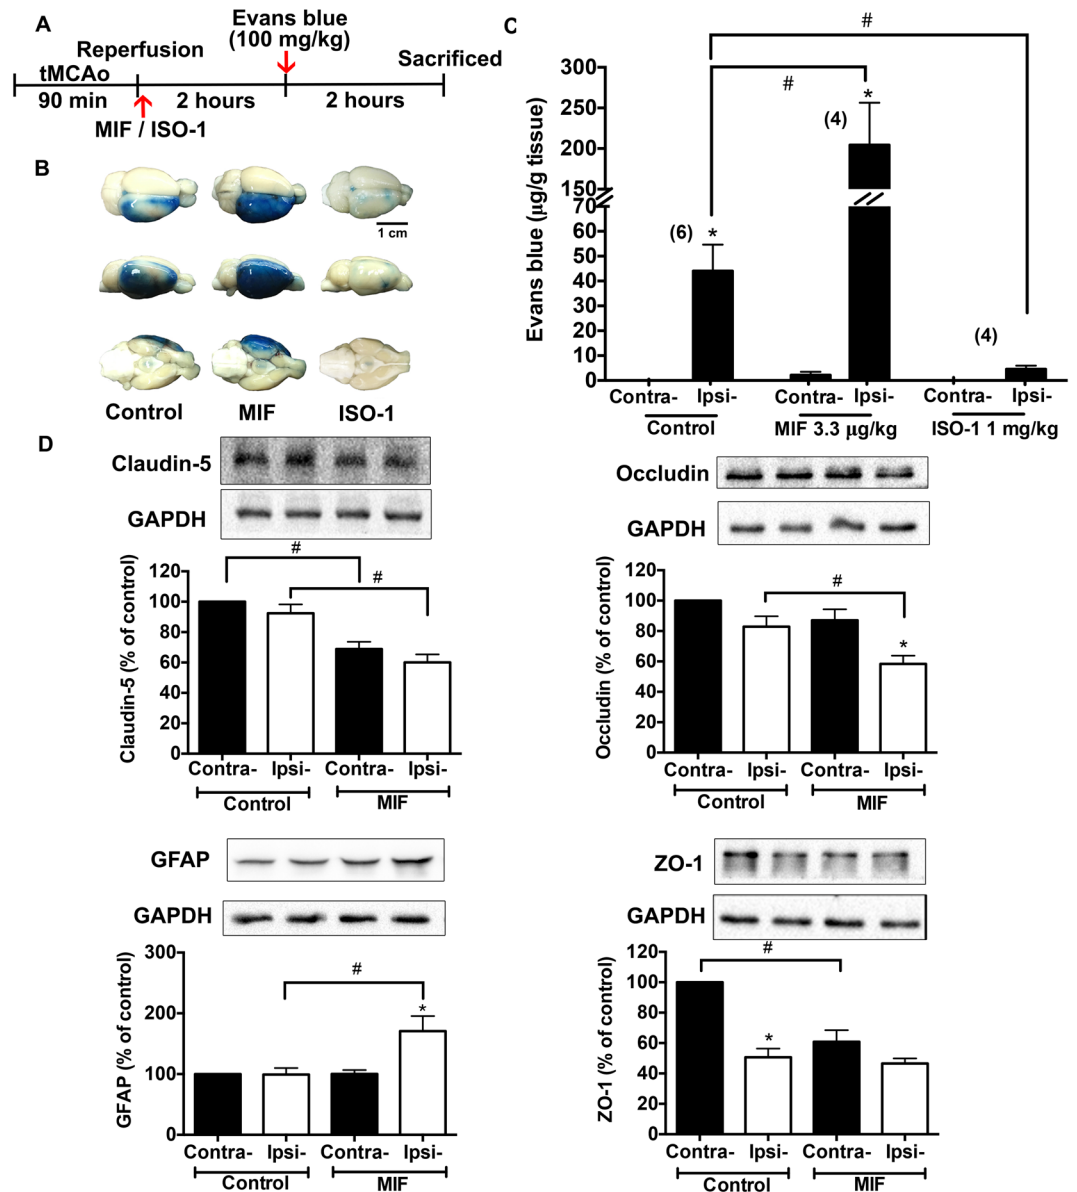 A
Evans blue
(100 mg/kg)
Reperfusion
Sacrificed
tMCAo
90 min
2 hours
2 hours
MIF / ISO-1
B
1 cm
Control
MIF
ISO-1
C
#
#
Evans blue (µg/g tissue)
300
250
200
150
70
60
50
40
30
20
10
0
(6)
*
(4)
*
(4)
Contra-
Ipsi-
Contra-
Ipsi-
Contra-
Ipsi-
Control
MIF 3.3 µg/kg
ISO-1 1 mg/kg
D
Claudin-5
GAPDH
#
#
Claudin-5 (% of control)
120
100
80
60
40
20
0
Contra-
Ipsi-
Contra-
Ipsi-
Control
MIF
Occludin
GAPDH
#
*
Occludin (% of control)
120
100
80
60
40
20
0
Contra-
Ipsi-
Contra-
Ipsi-
Control
MIF
GFAP
GAPDH
#
*
GFAP (% of control)
300
200
100
0
Contra-
Ipsi-
Contra-
Ipsi-
Control
MIF
ZO-1
GAPDH
#
*
ZO-1 (% of control)
120
100
80
60
40
20
0
Contra-
Ipsi-
Contra-
Ipsi-
Control
MIF